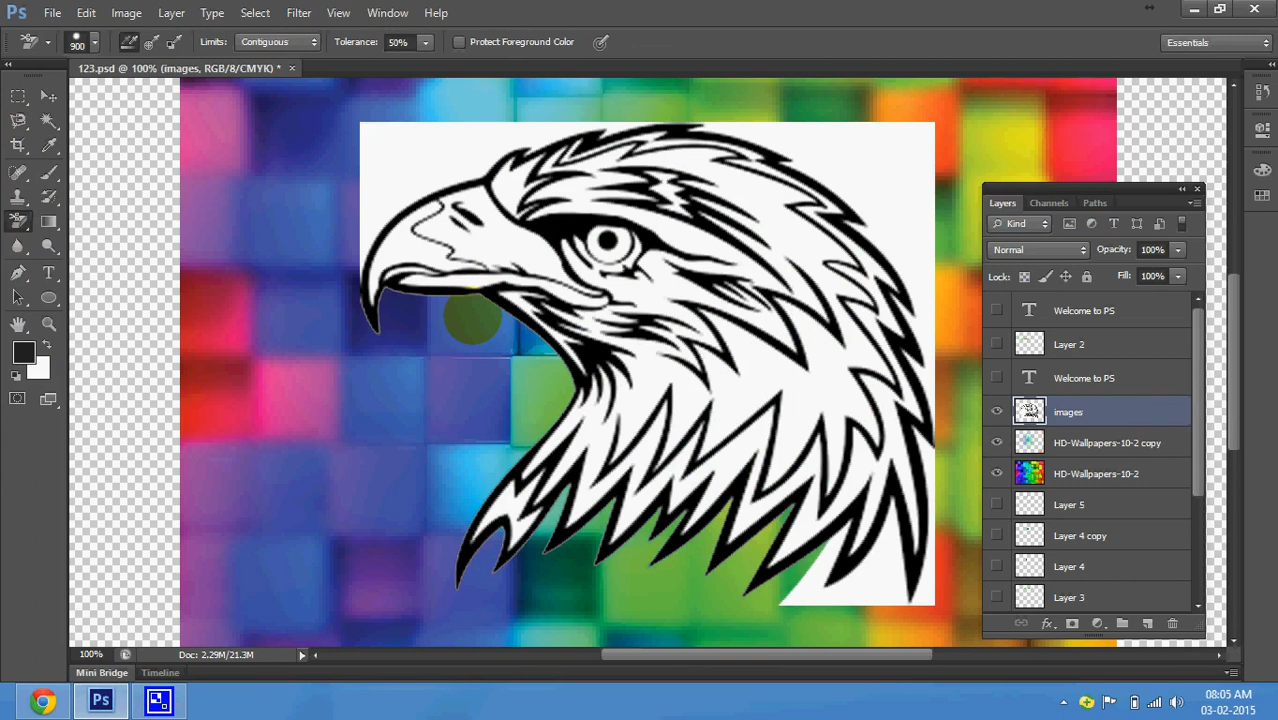 Ps File Edit Image Layer Type Select Filter View Window Help
900 Limits: Contiguous Tolerance: 50% Protect Foreground Color Essentials
123.psd @ 100% (images, RGB/8/CMYK) * ×
Layers Channels Paths
Kind
Normal Opacity: 100%
Lock: Fill: 100%
T Welcome to PS
Layer 2
T Welcome to PS
images
HD-Wallpapers-10-2 copy
HD-Wallpapers-10-2
Layer 5
Layer 4 copy
Layer 4
Layer 3
fx
100% Doc: 2.29M/21.3M
Mini Bridge Timeline
Ps
08:05 AM
03-02-2015